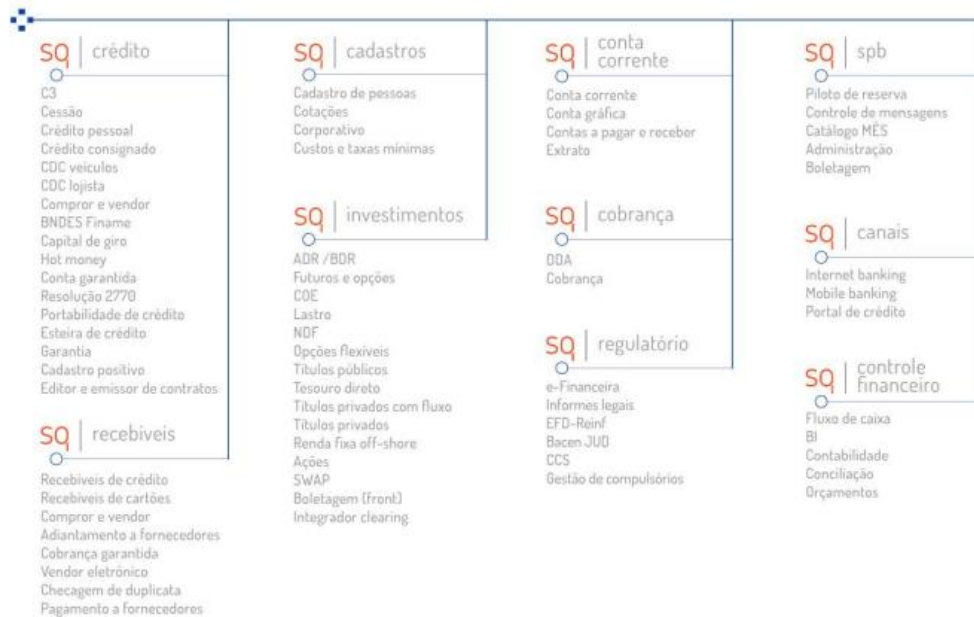 SQ | crédito
C3
Cessão
Crédito pessoal
Crédito consignado
CDC veículos
CDC lojista
Compror e vendor
BNDES Finame
Capital de giro
Hot money
Conta garantida
Resolução 2770
Portabilidade de crédito
Esteira de crédito
Garantia
Cadastro positivo
Editor e emissor de contratos
SQ | recebíveis
Recebíveis de crédito
Recebíveis de cartões
Compror e vendor
Adiantamento a fornecedores
Cobrança garantida
Vendor eletrônico
Checagem de duplicata
Pagamento a fornecedores
SQ | cadastros
Cadastro de pessoas
Cotações
Corporativo
Custos e taxas mínimas
SQ | investimentos
ADR /BDR
Futuros e opções
COE
Lastro
NDF
Opções flexíveis
Títulos públicos
Tesouro direto
Títulos privados com fluxo
Títulos privados
Renda fixa off-shore
Ações
SWAP
Boletagem (front)
Integrador clearing
SQ | conta
corrente
Conta corrente
Conta gráfica
Contas a pagar e receber
Extrato
SQ | cobrança
DDA
Cobrança
SQ | regulatório
e-Financeira
Informes legais
EFD-Reinf
Bacen JUD
CCS
Gestão de compulsórios
SQ | spb
Piloto de reserva
Controle de mensagens
Catálogo MÊS
Administração
Boletagem
SQ | canais
Internet banking
Mobile banking
Portal de crédito
SQ | controle
financeiro
Fluxo de caixa
BI
Contabilidade
Conciliação
Orçamentos